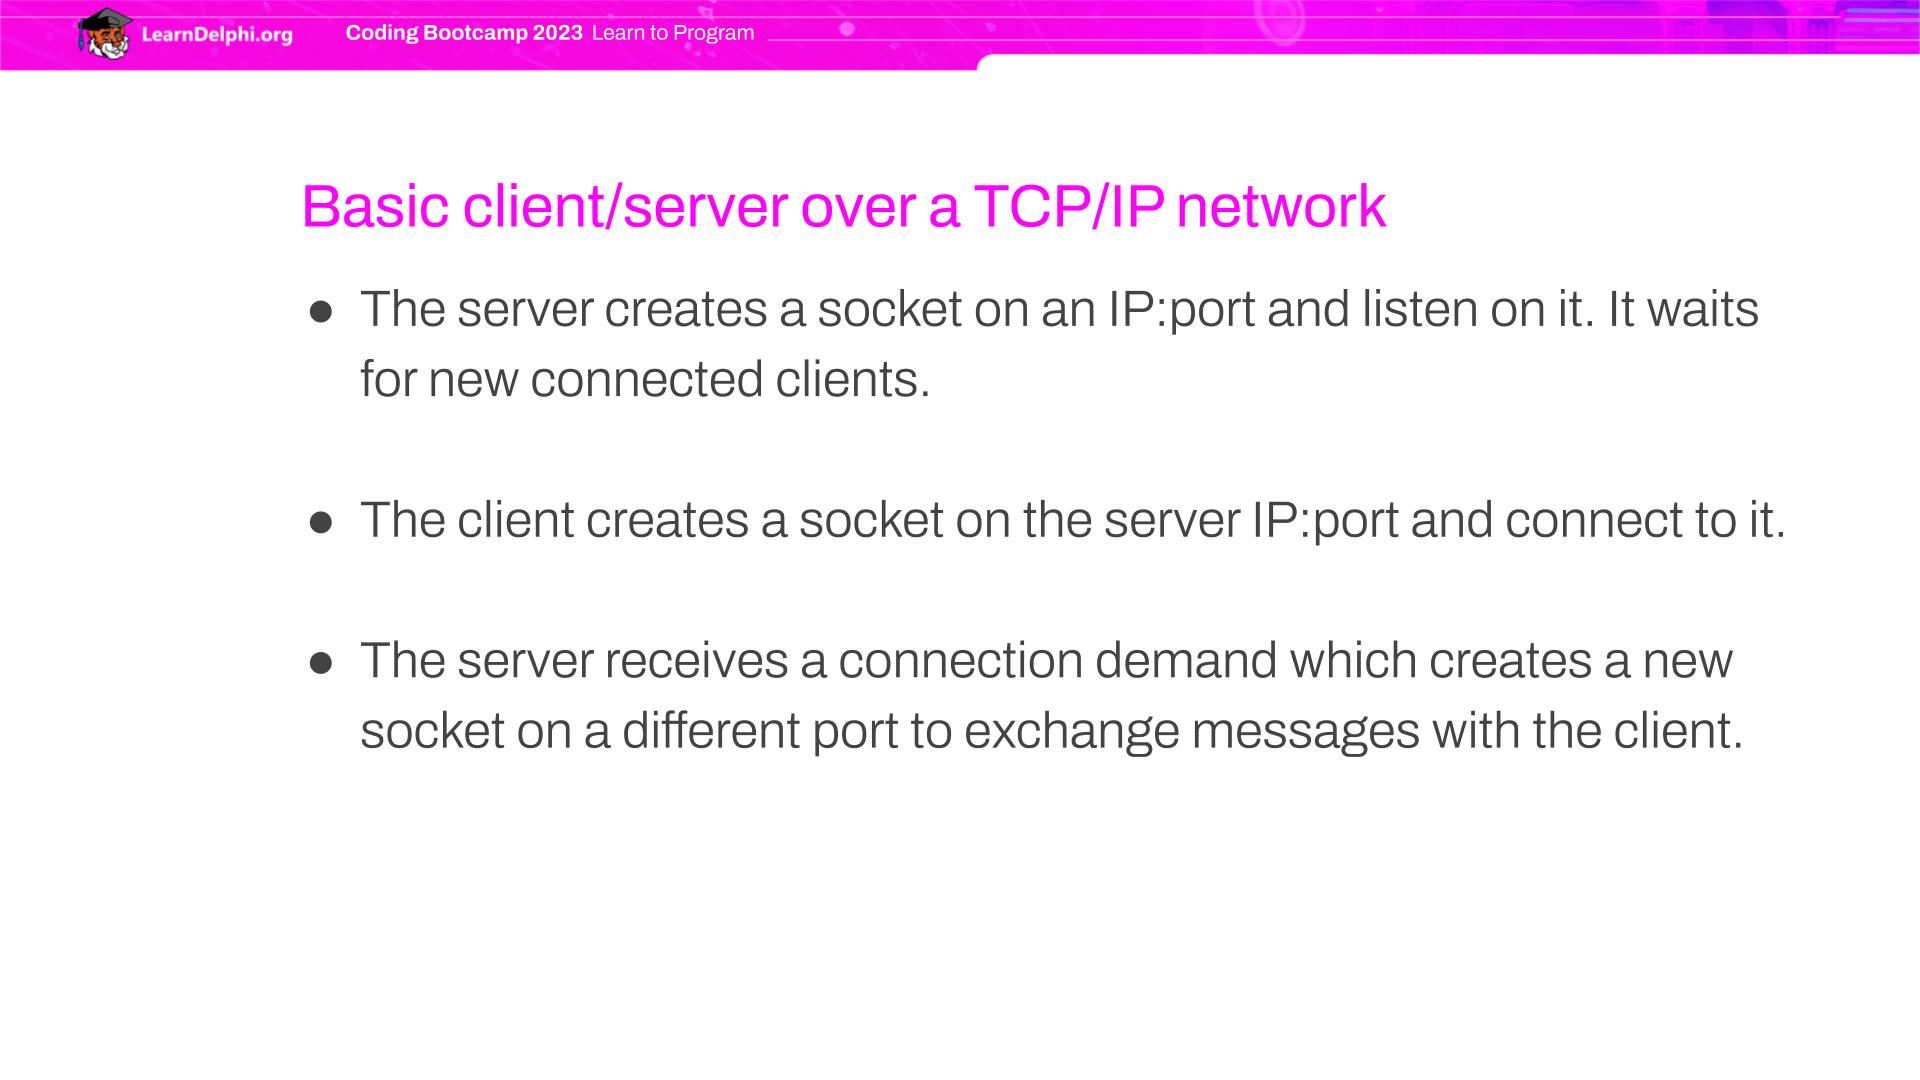 LearnDelphi.org
Coding Bootcamp 2023 Learn to Program
Basic client/server over a TCP/IP network
● The server creates a socket on an IP:port and listen on it. It waits
for new connected clients.
● The client creates a socket on the server IP:port and connect to it.
● The server receives a connection demand which creates a new
socket on a different port to exchange messages with the client.